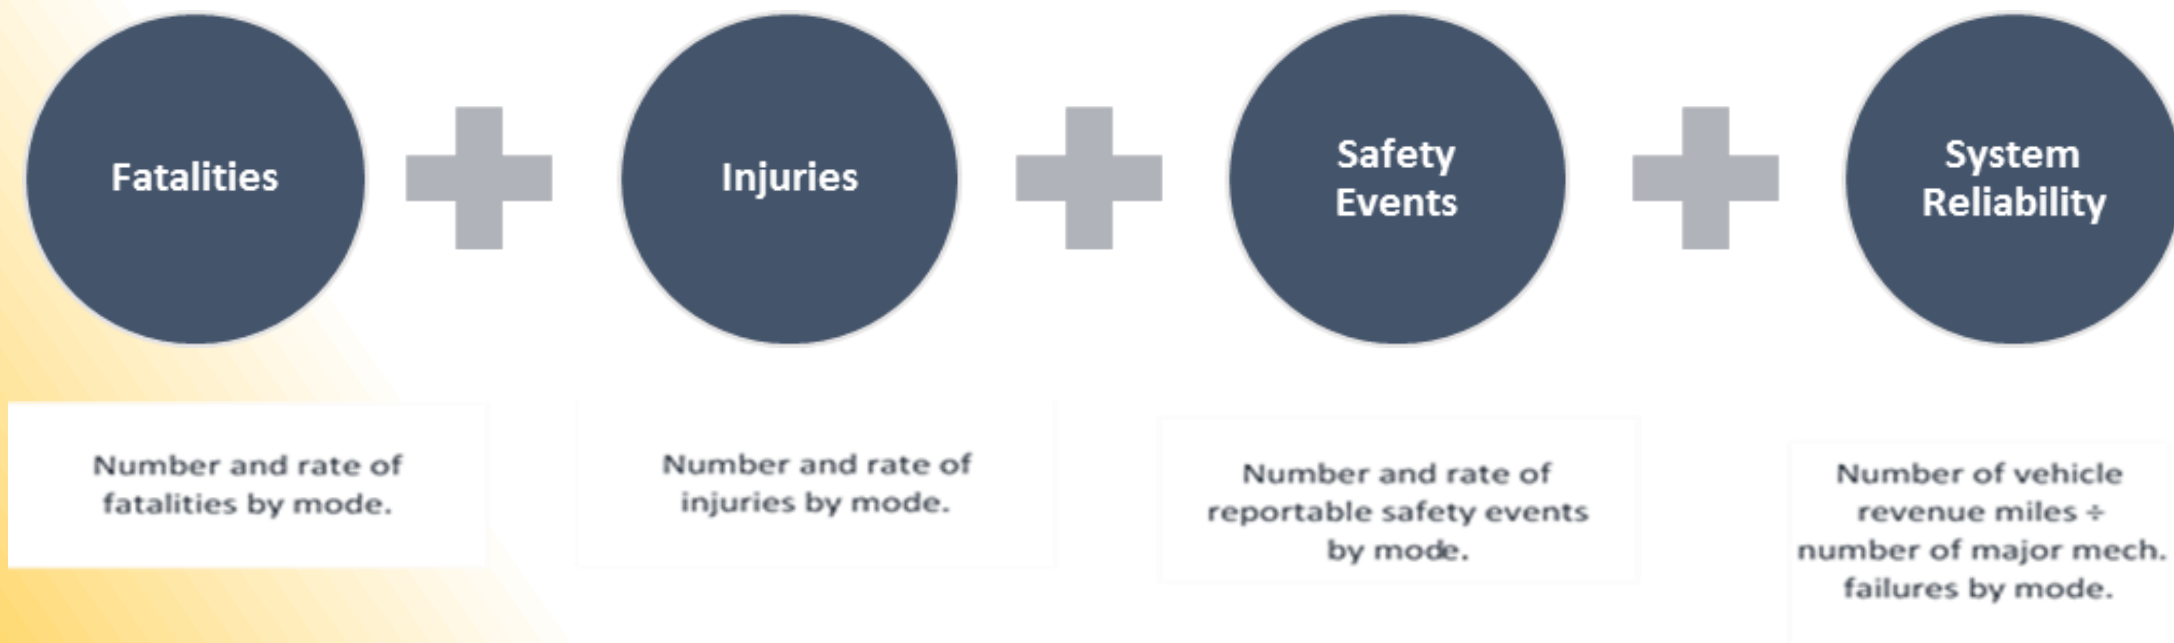 Fatalities
Injuries
Safety
Events
System
Reliability
Number and rate of
fatalities by mode.
Number and rate of
injuries by mode.
Number and rate of
reportable safety events
by mode.
Number of vehicle
revenue miles ÷
number of major mech.
failures by mode.